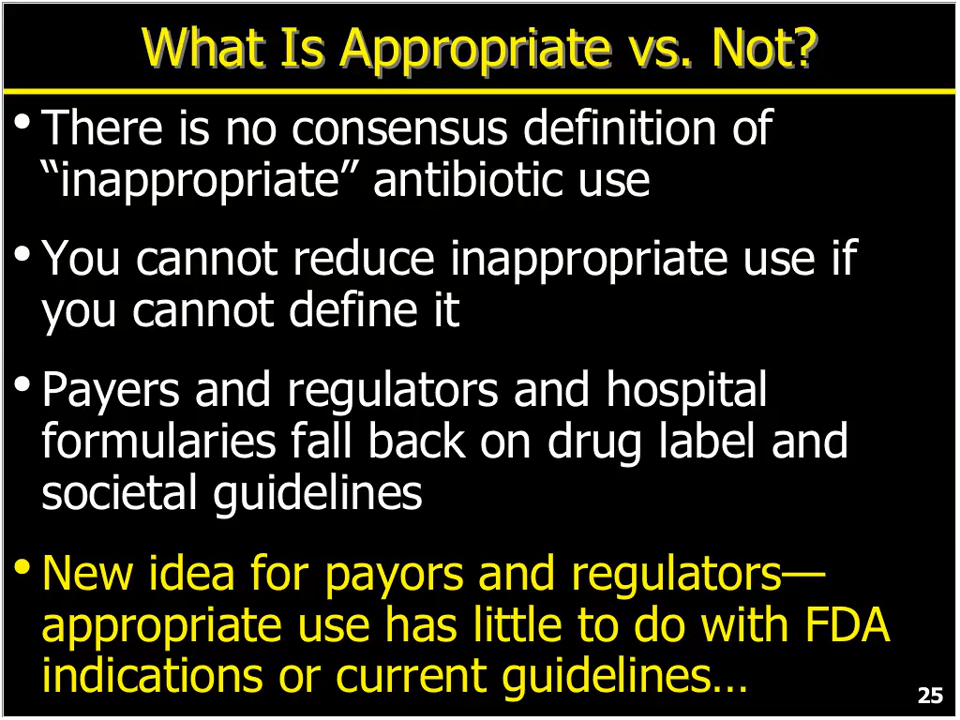 What Is Appropriate vs. Not?
• There is no consensus definition of
“inappropriate” antibiotic use
• You cannot reduce inappropriate use if
you cannot define it
• Payers and regulators and hospital
formularies fall back on drug label and
societal guidelines
• New idea for payors and regulators—
appropriate use has little to do with FDA
indications or current guidelines…
25